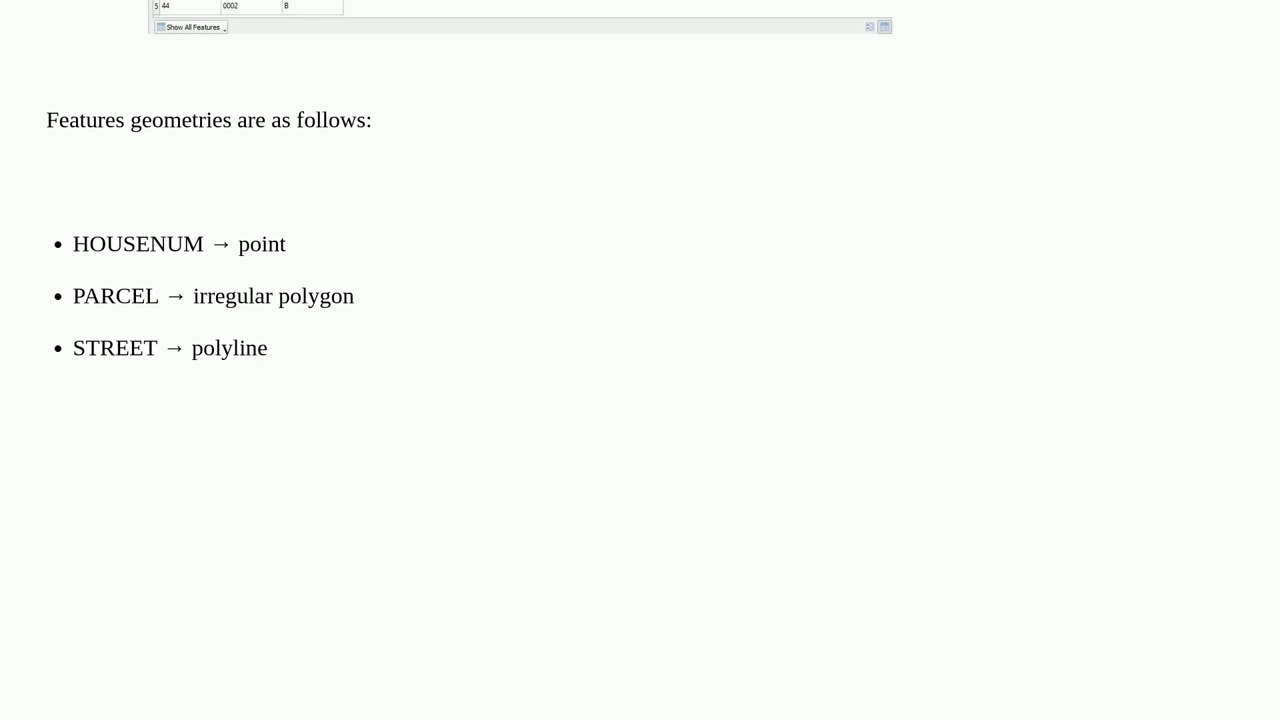 5 44 0002 B
Show All Features
Features geometries are as follows:
• HOUSENUM → point
• PARCEL → irregular polygon
• STREET → polyline